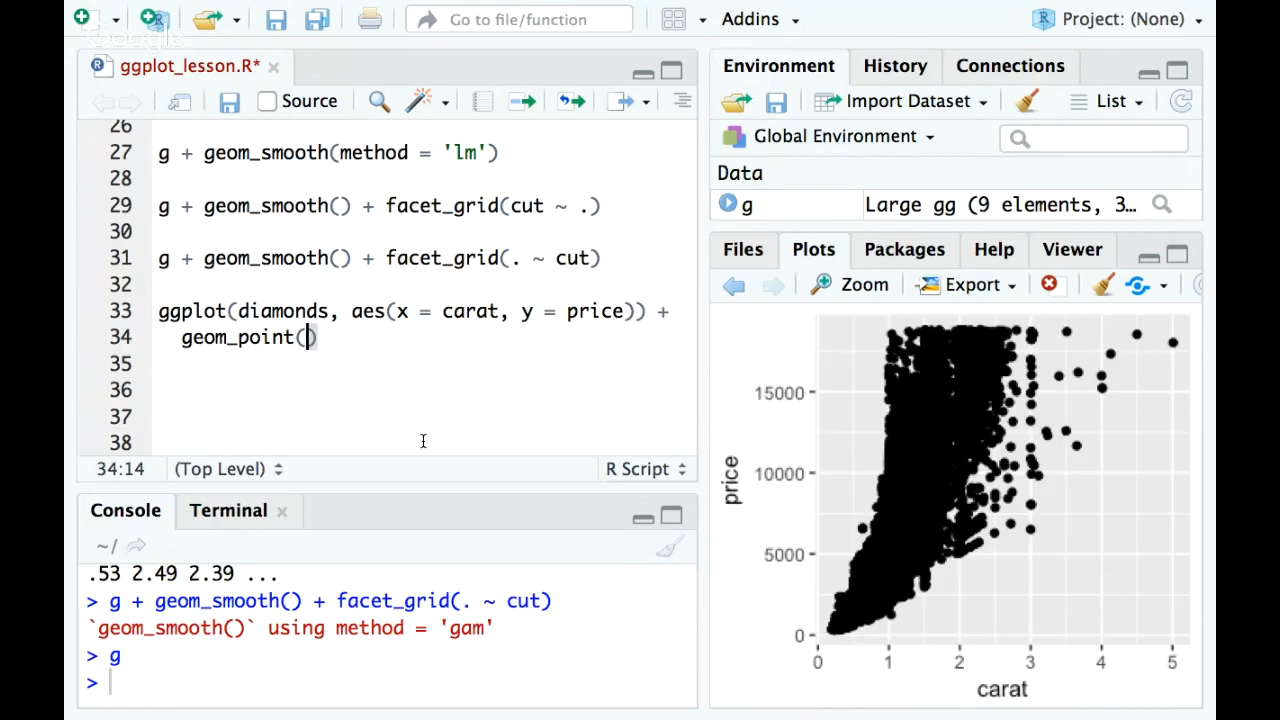 Go to file/function
Addins
Project: (None)
Google
ggplot_lesson.R*
Source
26
27 g + geom_smooth(method = 'lm')
28
29 g + geom_smooth() + facet_grid(cut ~ .)
30
31 g + geom_smooth() + facet_grid(. ~ cut)
32
33 ggplot(diamonds, aes(x = carat, y = price)) +
34 geom_point()
35
36
37
38
34:14 (Top Level) R Script
Console Terminal
~/
.53 2.49 2.39 ...
> g + geom_smooth() + facet_grid(. ~ cut)
`geom_smooth()` using method = 'gam'
> g
>
Environment History Connections
Import Dataset List
Global Environment
Data
g Large gg (9 elements, 3…
Files Plots Packages Help Viewer
Zoom Export
15000
10000
5000
0
price
0 1 2 3 4 5
carat